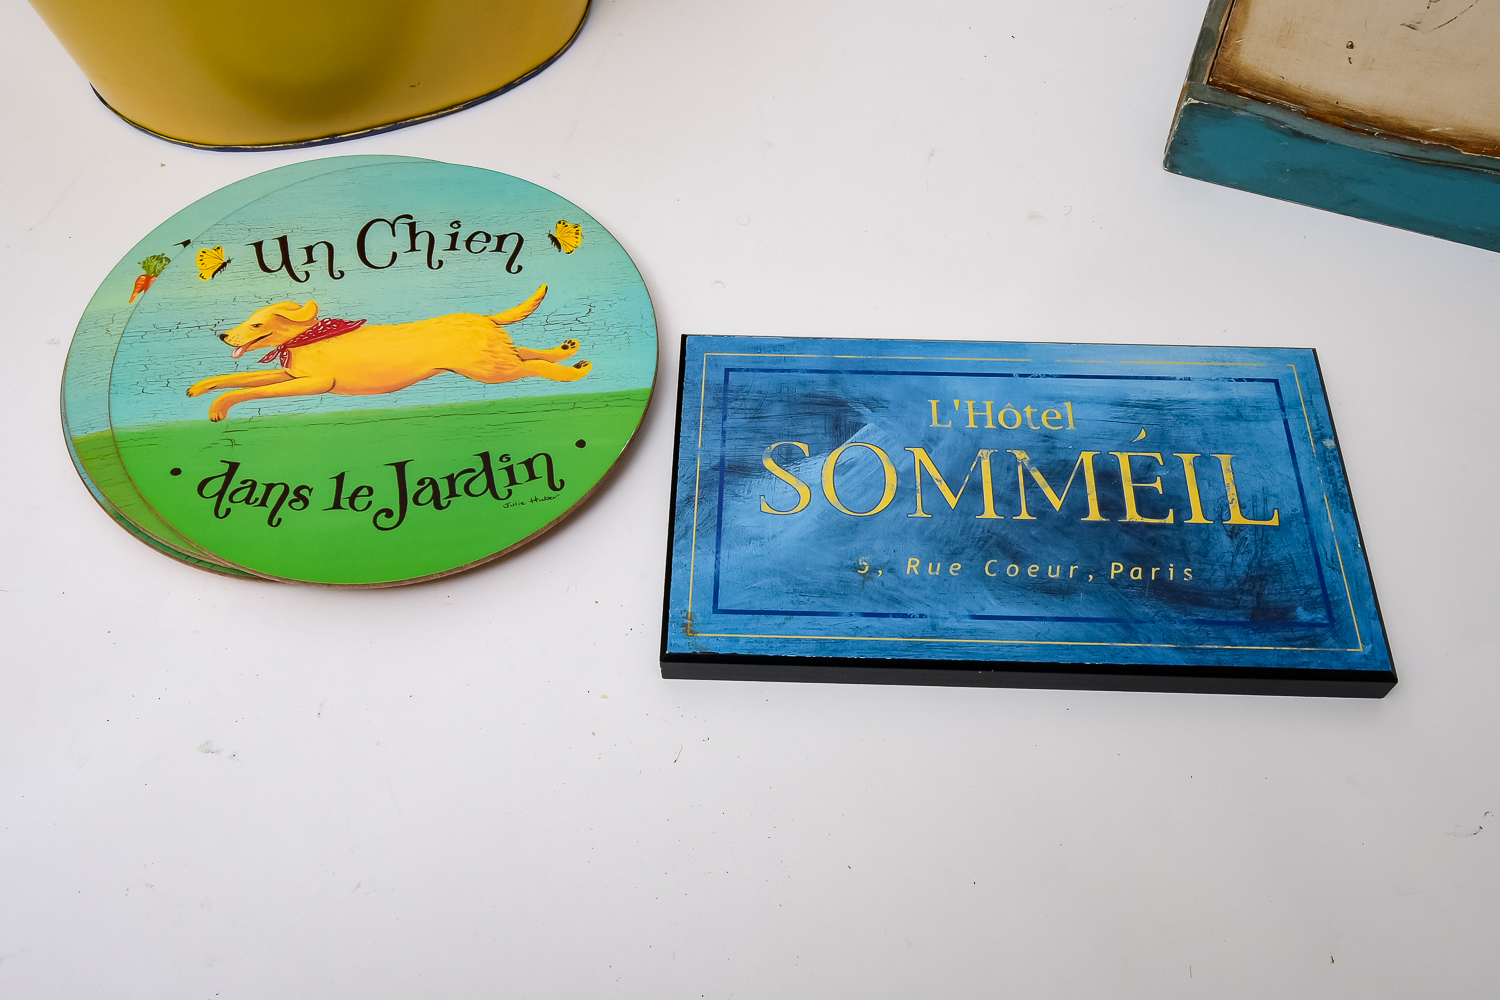 Un Chien
dans le Jardin
Julie Huber
L'Hôtel
SOMMÉIL
5, Rue Coeur, Paris